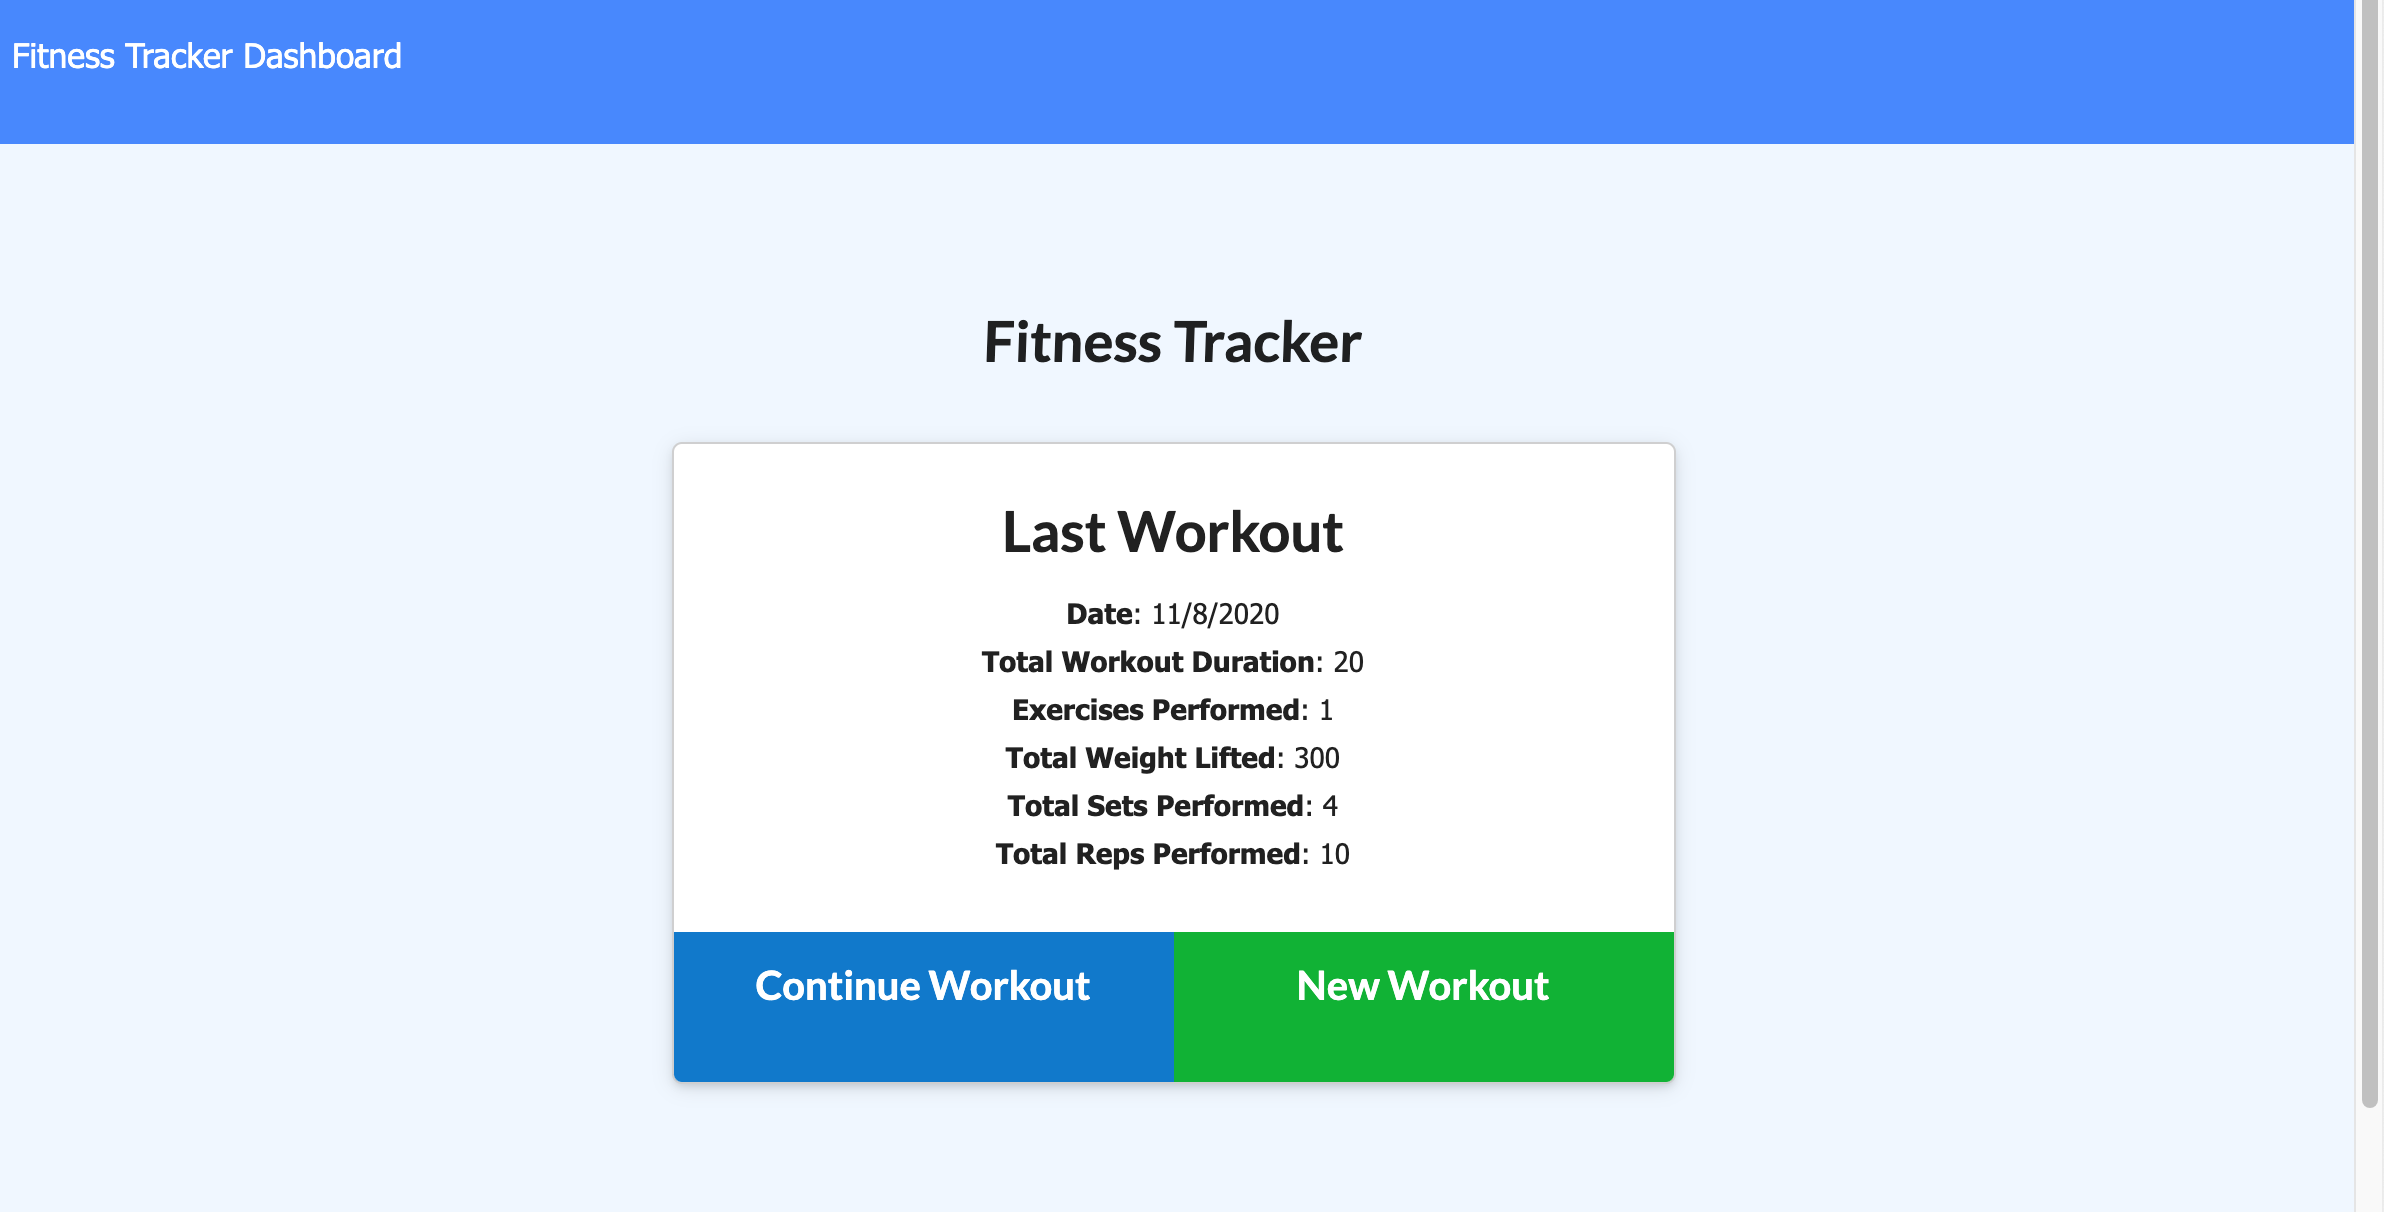 Fitness Tracker Dashboard
Fitness Tracker
Last Workout
Date: 11/8/2020
Total Workout Duration: 20
Exercises Performed: 1
Total Weight Lifted: 300
Total Sets Performed: 4
Total Reps Performed: 10
Continue Workout
New Workout